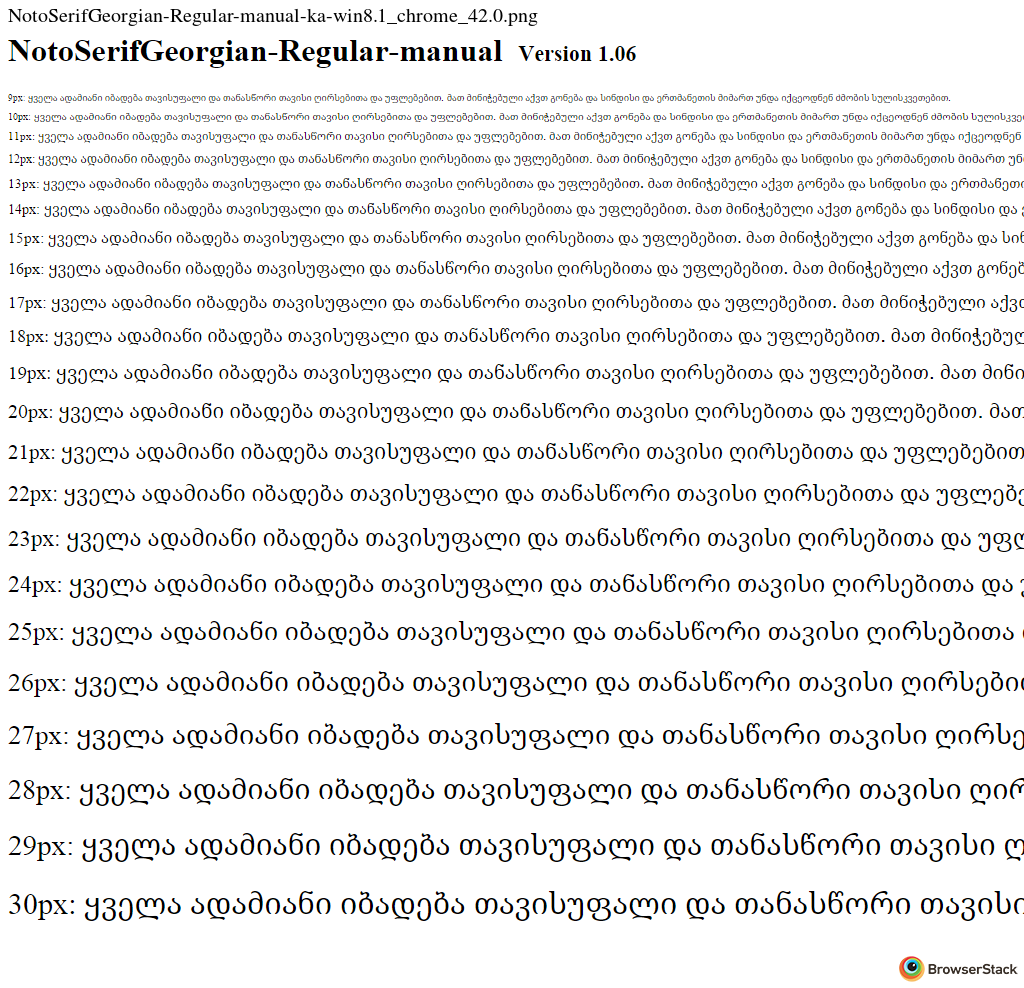 NotoSerifGeorgian-Regular-manual-ka-win8.1_chrome_42.0.png
NotoSerifGeorgian-Regular-manual Version 1.06
9px: ყველა ადამიანი იბადება თავისუფალი და თანასწორი თავისი ღირსებითა და უფლებებით. მათ მინიჭებული აქვთ გონება და სინდისი და ერთმანეთის მიმართ უნდა იქცეოდნენ ძმობის სულისკვეთებით.
10px: ყველა ადამიანი იბადება თავისუფალი და თანასწორი თავისი ღირსებითა და უფლებებით. მათ მინიჭებული აქვთ გონება და სინდისი და ერთმანეთის მიმართ უნდა იქცეოდნენ ძმობის სულისკვე
11px: ყველა ადამიანი იბადება თავისუფალი და თანასწორი თავისი ღირსებითა და უფლებებით. მათ მინიჭებული აქვთ გონება და სინდისი და ერთმანეთის მიმართ უნდა იქცეოდნენ
12px: ყველა ადამიანი იბადება თავისუფალი და თანასწორი თავისი ღირსებითა და უფლებებით. მათ მინიჭებული აქვთ გონება და სინდისი და ერთმანეთის მიმართ უნ
13px: ყველა ადამიანი იბადება თავისუფალი და თანასწორი თავისი ღირსებითა და უფლებებით. მათ მინიჭებული აქვთ გონება და სინდისი და ერთმანეთი
14px: ყველა ადამიანი იბადება თავისუფალი და თანასწორი თავისი ღირსებითა და უფლებებით. მათ მინიჭებული აქვთ გონება და სინდისი და
15px: ყველა ადამიანი იბადება თავისუფალი და თანასწორი თავისი ღირსებითა და უფლებებით. მათ მინიჭებული აქვთ გონება და სინ
16px: ყველა ადამიანი იბადება თავისუფალი და თანასწორი თავისი ღირსებითა და უფლებებით. მათ მინიჭებული აქვთ გონებ
17px: ყველა ადამიანი იბადება თავისუფალი და თანასწორი თავისი ღირსებითა და უფლებებით. მათ მინიჭებული აქვთ
18px: ყველა ადამიანი იბადება თავისუფალი და თანასწორი თავისი ღირსებითა და უფლებებით. მათ მინიჭებულ
19px: ყველა ადამიანი იბადება თავისუფალი და თანასწორი თავისი ღირსებითა და უფლებებით. მათ მინი
20px: ყველა ადამიანი იბადება თავისუფალი და თანასწორი თავისი ღირსებითა და უფლებებით. მათ
21px: ყველა ადამიანი იბადება თავისუფალი და თანასწორი თავისი ღირსებითა და უფლებებით
22px: ყველა ადამიანი იბადება თავისუფალი და თანასწორი თავისი ღირსებითა და უფლებე
23px: ყველა ადამიანი იბადება თავისუფალი და თანასწორი თავისი ღირსებითა და უფლ
24px: ყველა ადამიანი იბადება თავისუფალი და თანასწორი თავისი ღირსებითა და
25px: ყველა ადამიანი იბადება თავისუფალი და თანასწორი თავისი ღირსებითა
26px: ყველა ადამიანი იბადება თავისუფალი და თანასწორი თავისი ღირსები
27px: ყველა ადამიანი იბადება თავისუფალი და თანასწორი თავისი ღირსე
28px: ყველა ადამიანი იბადება თავისუფალი და თანასწორი თავისი ღირ
29px: ყველა ადამიანი იბადება თავისუფალი და თანასწორი თავისი ღ
30px: ყველა ადამიანი იბადება თავისუფალი და თანასწორი თავისი
BrowserStack